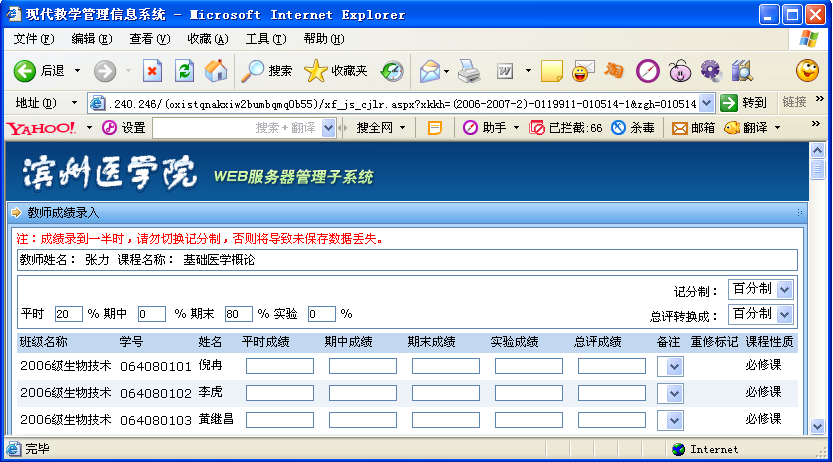 现代教学管理信息系统 - Microsoft Internet Explorer
文件(F) 编辑(E) 查看(V) 收藏(A) 工具(T) 帮助(H)
后退 搜索 收藏夹
地址(D) .240.246/(oxistqnakxiw2bumbqmq0b55)/xf_js_cjlr.aspx?xkkh=(2006-2007-2)-0119911-010514-1&zgh=010514 转到 链接 »
YAHOO! 设置 搜索+翻译 搜全网 助手 已拦截:66 杀毒 邮箱 翻译 »
滨州医学院 WEB服务器管理子系统
教师成绩录入
注：成绩录到一半时，请勿切换记分制，否则将导致未保存数据丢失。
教师姓名： 张力 课程名称： 基础医学概论
记分制： 百分制
平时 20 % 期中 0 % 期末 80 % 实验 0 % 总评转换成： 百分制
班级名称 学号 姓名 平时成绩 期中成绩 期末成绩 实验成绩 总评成绩 备注 重修标记 课程性质
2006级生物技术 064080101 倪冉 必修课
2006级生物技术 064080102 李虎 必修课
2006级生物技术 064080103 黄继昌 必修课
完毕 Internet